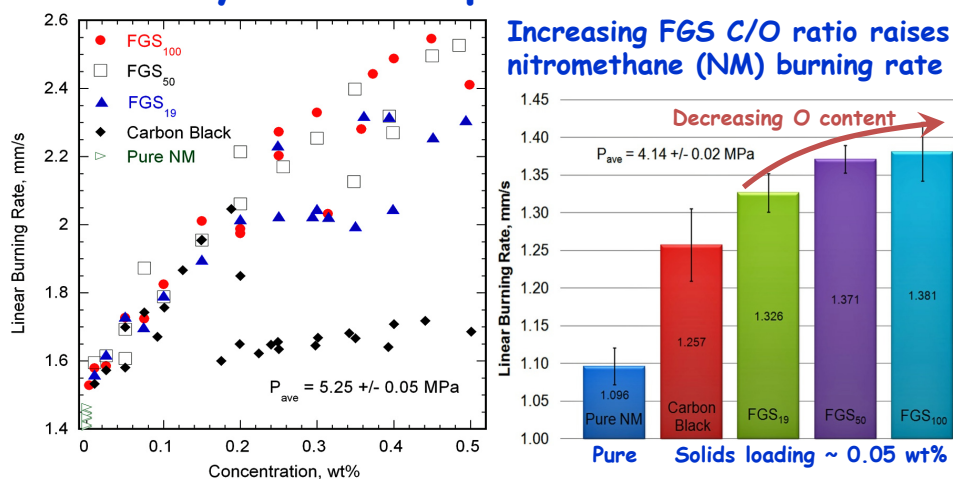 2.6
2.4
2.2
2
1.8
1.6
1.4
0
0.1
0.2
0.3
0.4
0.5
Linear Burning Rate, mm/s
Concentration, wt%
FGS100
FGS50
FGS19
Carbon Black
Pure NM
Pave = 5.25 +/- 0.05 MPa
Increasing FGS C/O ratio raises
nitromethane (NM) burning rate
1.45
1.40
1.35
1.30
1.25
1.20
1.15
1.10
1.05
1.00
Linear Burning Rate, mm/s
Decreasing O content
Pave = 4.14 +/- 0.02 MPa
1.096
1.257
1.326
1.371
1.381
Pure NM
Carbon
Black
FGS19
FGS50
FGS100
Pure
Solids loading ~ 0.05 wt%